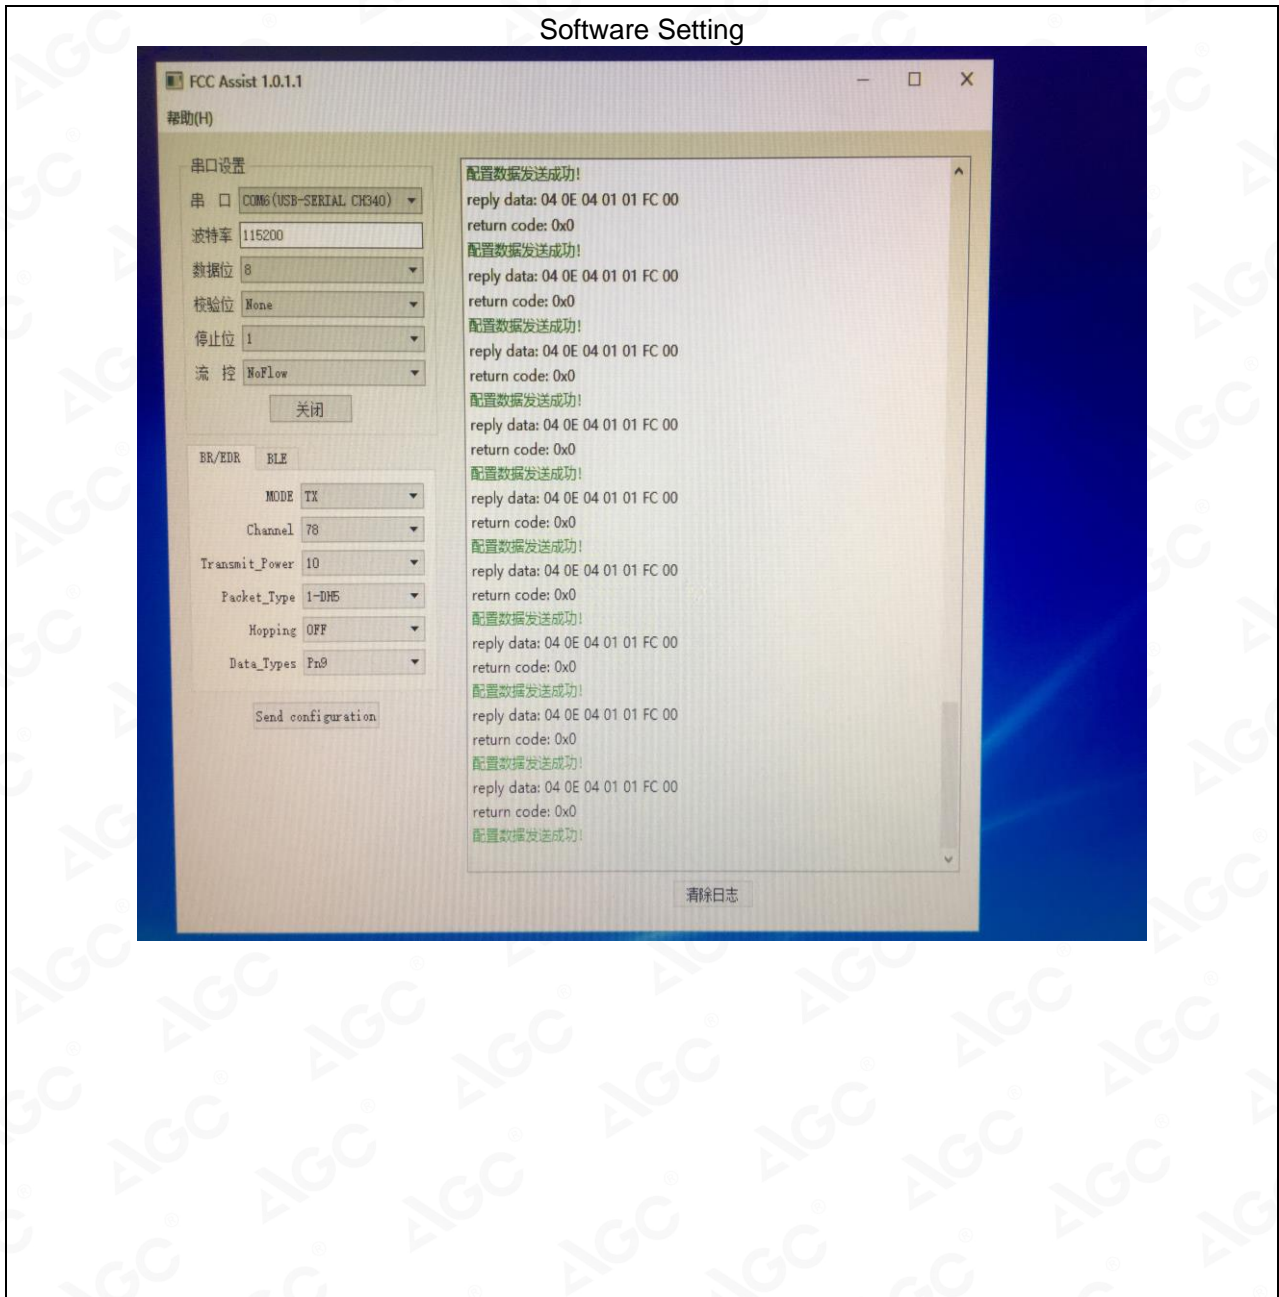 Software Setting
FCC Assist 1.0.1.1
帮助(H)
串口设置
串 口 COM6(USB-SERIAL CH340)
波特率 115200
数据位 8
校验位 None
停止位 1
流 控 NoFlow
关闭
BR/EDR BLE
MODE TX
Channel 78
Transmit_Power 10
Packet_Type 1-DH5
Hopping OFF
Data_Types Pn9
Send configuration
配置数据发送成功!
reply data: 04 0E 04 01 01 FC 00
return code: 0x0
配置数据发送成功!
reply data: 04 0E 04 01 01 FC 00
return code: 0x0
配置数据发送成功!
reply data: 04 0E 04 01 01 FC 00
return code: 0x0
配置数据发送成功!
reply data: 04 0E 04 01 01 FC 00
return code: 0x0
配置数据发送成功!
reply data: 04 0E 04 01 01 FC 00
return code: 0x0
配置数据发送成功!
reply data: 04 0E 04 01 01 FC 00
return code: 0x0
配置数据发送成功!
reply data: 04 0E 04 01 01 FC 00
return code: 0x0
配置数据发送成功!
reply data: 04 0E 04 01 01 FC 00
return code: 0x0
配置数据发送成功!
reply data: 04 0E 04 01 01 FC 00
return code: 0x0
配置数据发送成功!
清除日志